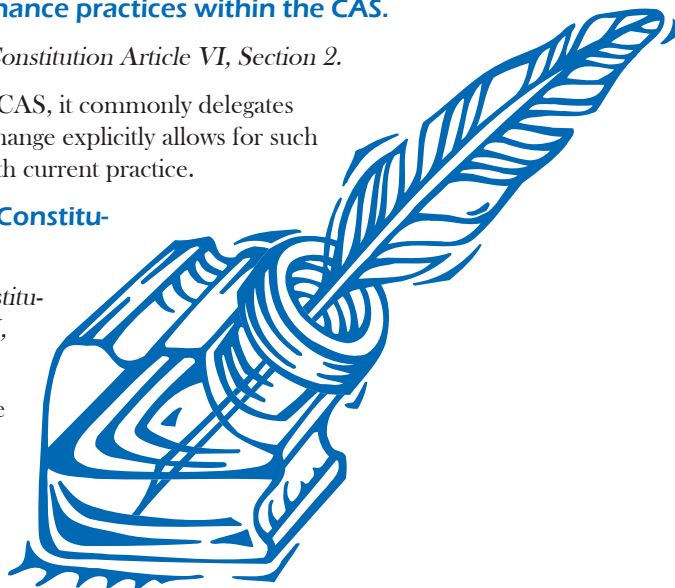 nance practices within the CAS.
Constitution Article VI, Section 2.
CAS, it commonly delegates
hange explicitly allows for such
th current practice.
Constitu-
stitu-